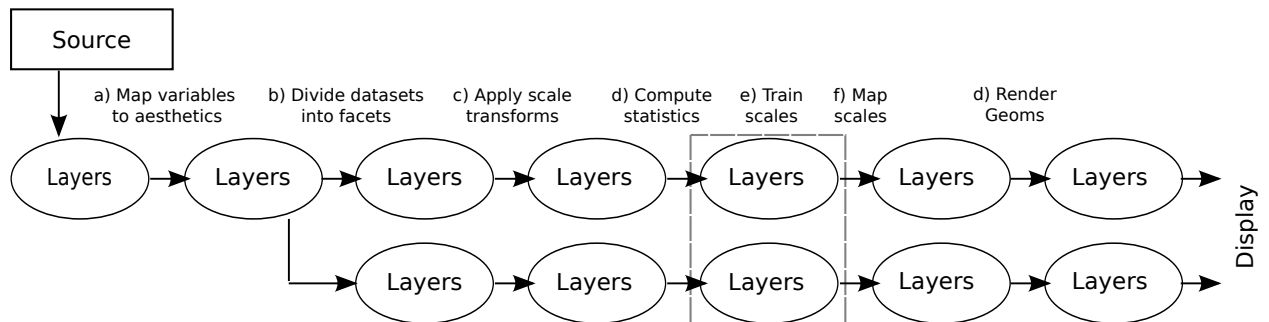 Source
a) Map variables
to aesthetics
b) Divide datasets
into facets
c) Apply scale
transforms
d) Compute
statistics
e) Train
scales
f) Map
scales
d) Render
Geoms
Layers
Layers
Layers
Layers
Layers
Layers
Layers
Layers
Layers
Layers
Layers
Layers
Display